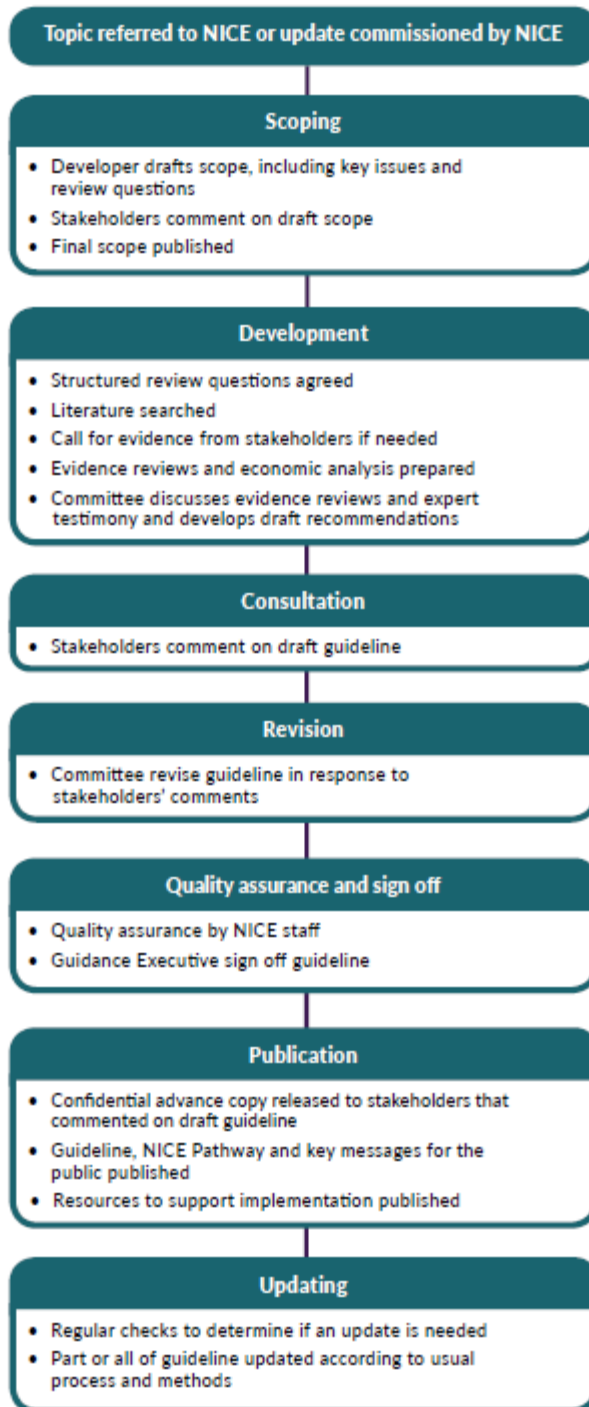 Topic referred to NICE or update commissioned by NICE
Scoping
• Developer drafts scope, including key issues and
review questions
• Stakeholders comment on draft scope
• Final scope published
Development
• Structured review questions agreed
• Literature searched
• Call for evidence from stakeholders if needed
• Evidence reviews and economic analysis prepared
• Committee discusses evidence reviews and expert
testimony and develops draft recommendations
Consultation
• Stakeholders comment on draft guideline
Revision
• Committee revise guideline in response to
stakeholders' comments
Quality assurance and sign off
• Quality assurance by NICE staff
• Guidance Executive sign off guideline
Publication
• Confidential advance copy released to stakeholders that
commented on draft guideline
• Guideline, NICE Pathway and key messages for the
public published
• Resources to support implementation published
Updating
• Regular checks to determine if an update is needed
• Part or all of guideline updated according to usual
process and methods